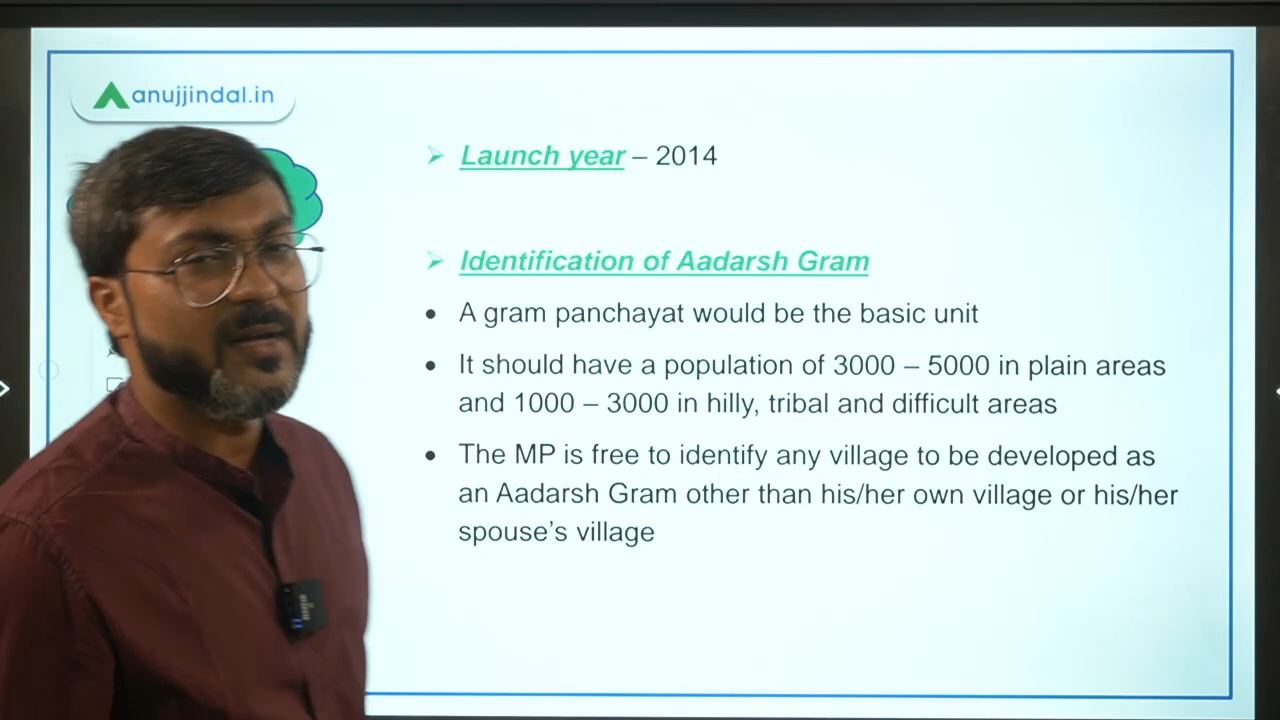 anujjindal.in
➢ Launch year – 2014
➢ Identification of Aadarsh Gram
• A gram panchayat would be the basic unit
• It should have a population of 3000 – 5000 in plain areas
and 1000 – 3000 in hilly, tribal and difficult areas
• The MP is free to identify any village to be developed as
an Aadarsh Gram other than his/her own village or his/her
spouse’s village